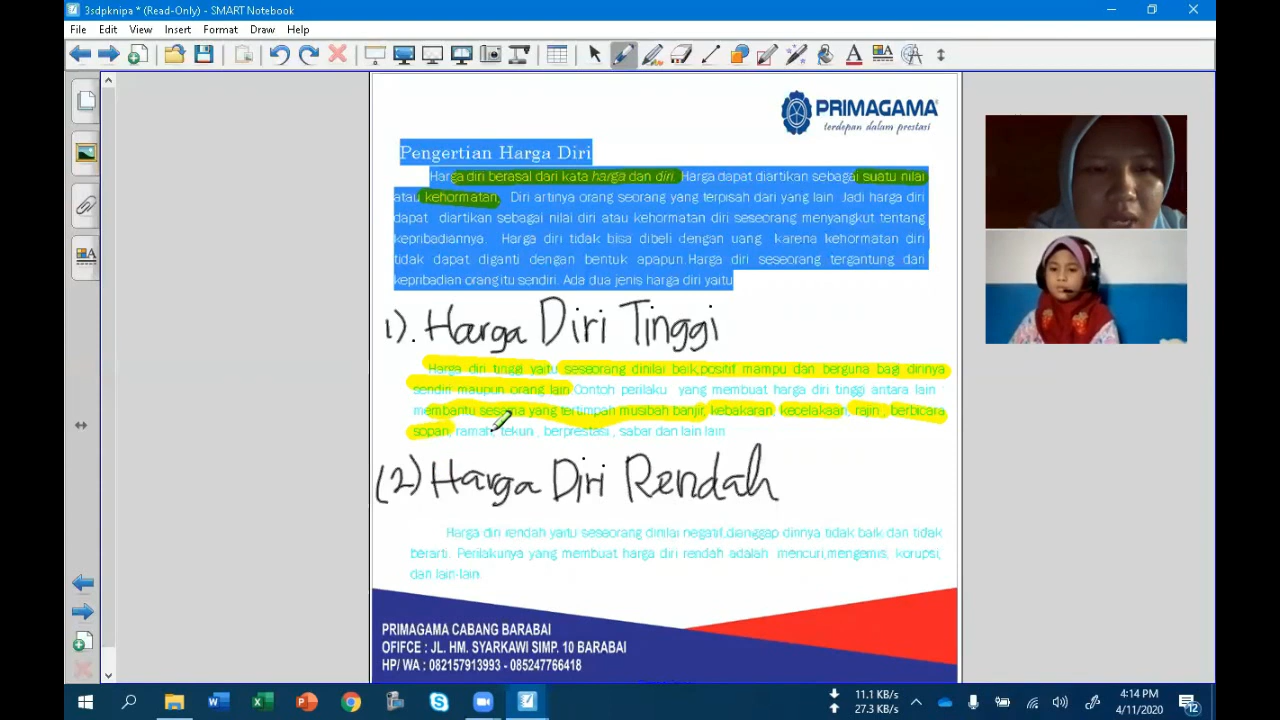 3sdpknipa * (Read-Only) - SMART Notebook
File Edit View Insert Format Draw Help
PRIMAGAMA
terdepan dalam prestasi
Pengertian Harga Diri
Harga diri berasal dari kata harga dan diri. Harga dapat diartikan sebagai suatu nilai
atau kehormatan. Diri artinya orang seorang yang terpisah dari yang lain. Jadi harga diri
dapat diartikan sebagai nilai diri atau kehormatan diri seseorang menyangkut tentang
kepribadiannya. Harga diri tidak bisa dibeli dengan uang karena kehormatan diri
tidak dapat diganti dengan bentuk apapun.Harga diri seseorang tergantung dari
kepribadian orang itu sendiri. Ada dua jenis harga diri yaitu
1). Harga Diri Tinggi
Harga diri tinggi yaitu seseorang dinilai baik,positif mampu dan berguna bagi dirinya
sendiri maupun orang lain Contoh perilaku yang membuat harga diri tinggi antara lain :
membantu sesama yang tertimpah musibah banjir, kebakaran, kecelakaan, rajin, berbicara
sopan, ramah, tekun , berprestasi , sabar dan lain lain
(2) Harga Diri Rendah
Harga diri rendah yaitu seseorang dinilai negatif,dianggap dirinya tidak baik dan tidak
berarti. Perilakunya yang membuat harga diri rendah adalah mencuri,mengemis, korupsi,
dan lain-lain.
PRIMAGAMA CABANG BARABAI
OFIFCE : JL. HM. SYARKAWI SIMP. 10 BARABAI
HP/ WA : 082157913993 - 085247766418
11.1 KB/s
27.3 KB/s
4:14 PM
4/11/2020
12